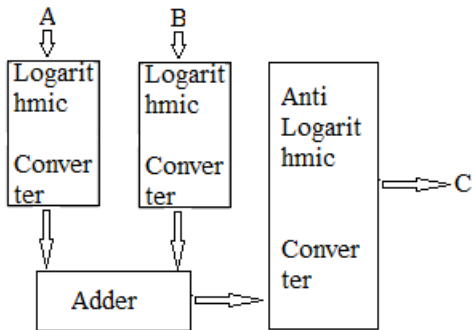 A
B
Logarit
hmic
Conver
ter
Logarit
hmic
Conver
ter
Anti
Logarit
hmic
Conver
ter
C
Adder